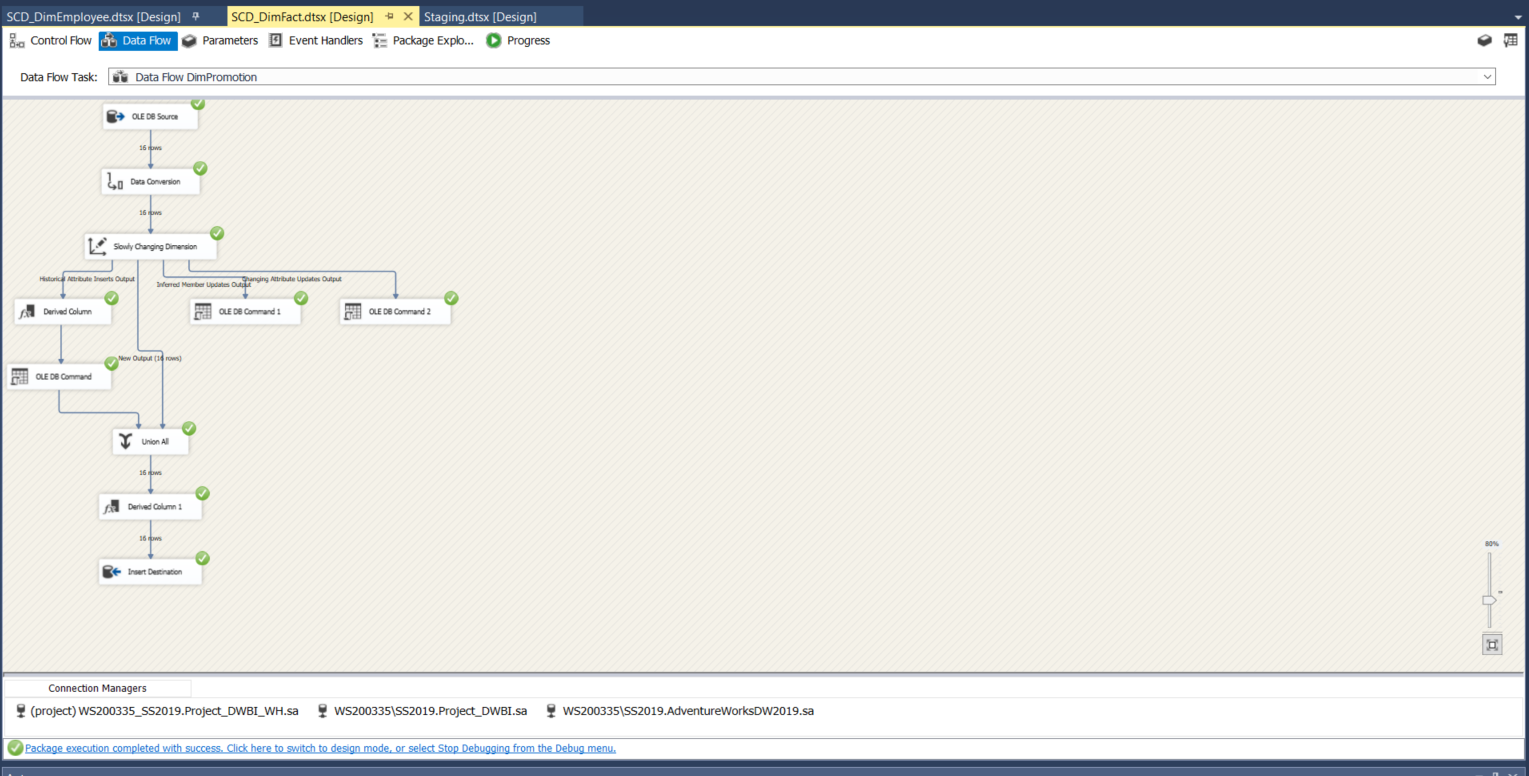 SCD_DimEmployee.dtsx [Design]
SCD_DimFact.dtsx [Design]
Staging.dtsx [Design]
Control Flow
Data Flow
Parameters
Event Handlers
Package Explo...
Progress
Data Flow Task:
Data Flow DimPromotion
OLE DB Source
16 rows
Data Conversion
16 rows
Slowly Changing Dimension
Historical Attribute Inserts Output
Inferred Member Updates Output
Changing Attribute Updates Output
Derived Column
OLE DB Command 1
OLE DB Command 2
New Output (16 rows)
OLE DB Command
Union All
16 rows
Derived Column 1
16 rows
Insert Destination
80%
Connection Managers
(project) WS200335_SS2019.Project_DWBI_WH.sa
WS200335\SS2019.Project_DWBI.sa
WS200335\SS2019.AdventureWorksDW2019.sa
Package execution completed with success. Click here to switch to design mode, or select Stop Debugging from the Debug menu.